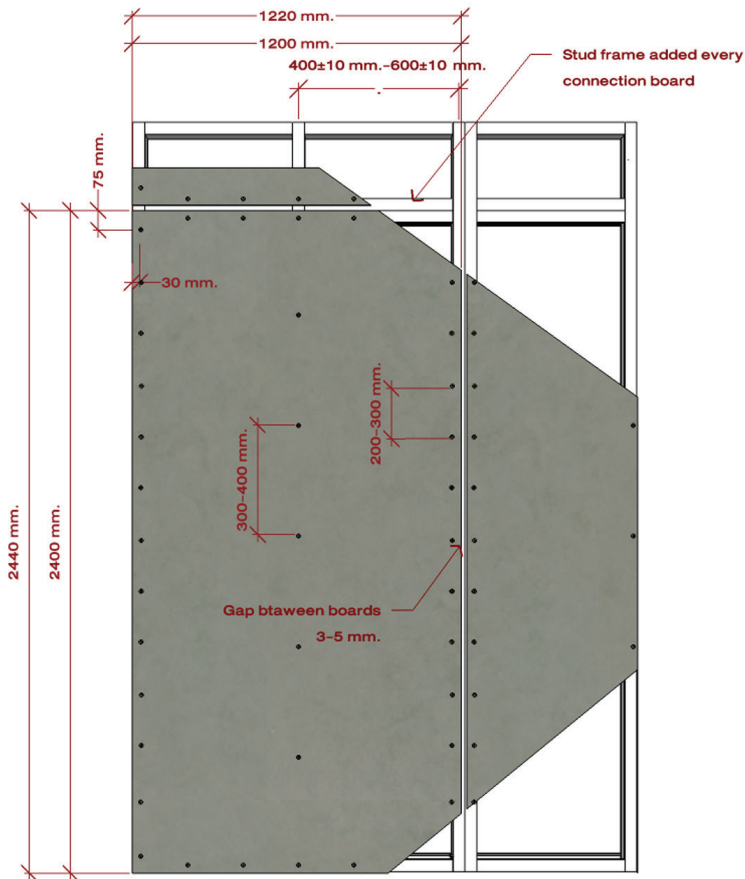 1220 mm.
1200 mm.
400±10 mm.-600±10 mm.
Stud frame added every
connection board
75 mm.
30 mm.
200-300 mm.
300-400 mm.
2440 mm.
2400 mm.
Gap btaween boards
3-5 mm.